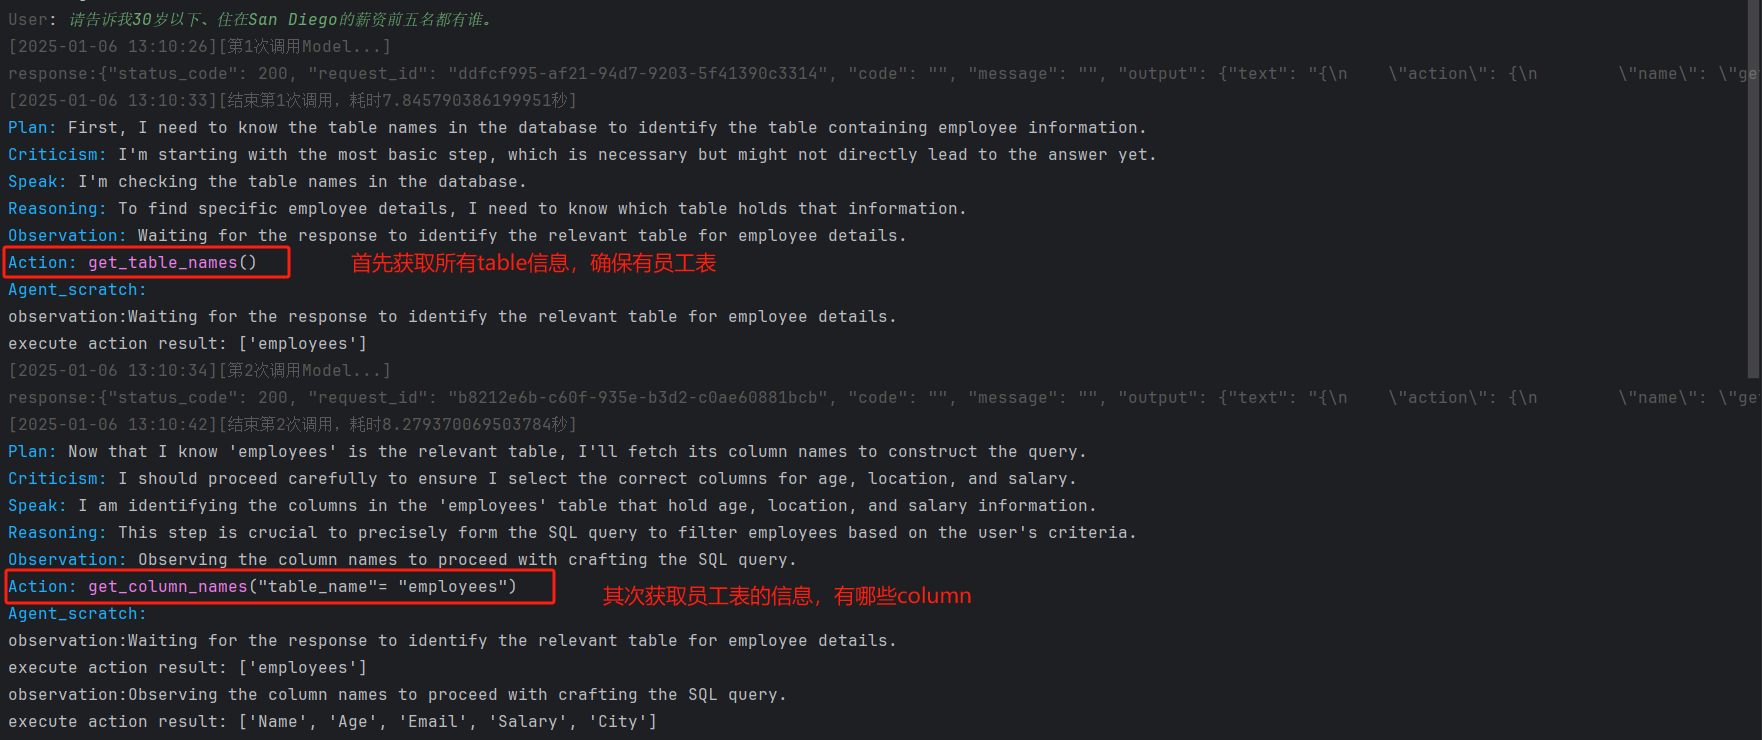 User: 请告诉我30岁以下、住在San Diego的薪资前五名都有谁。
[2025-01-06 13:10:26][第1次调用Model...]
response:{"status_code": 200, "request_id": "ddfcf995-af21-94d7-9203-5f41390c3314", "code": "", "message": "", "output": {"text": "{\n    \"action\": {\n        \"name\": \"ge
[2025-01-06 13:10:33][结束第1次调用，耗时7.845790386199951秒]
Plan: First, I need to know the table names in the database to identify the table containing employee information.
Criticism: I'm starting with the most basic step, which is necessary but might not directly lead to the answer yet.
Speak: I'm checking the table names in the database.
Reasoning: To find specific employee details, I need to know which table holds that information.
Observation: Waiting for the response to identify the relevant table for employee details.
Action: get_table_names()
首先获取所有table信息，确保有员工表
Agent_scratch:
observation:Waiting for the response to identify the relevant table for employee details.
execute action result: ['employees']
[2025-01-06 13:10:34][第2次调用Model...]
response:{"status_code": 200, "request_id": "b8212e6b-c60f-935e-b3d2-c0ae60881bcb", "code": "", "message": "", "output": {"text": "{\n    \"action\": {\n        \"name\": \"ge
[2025-01-06 13:10:42][结束第2次调用，耗时8.279370069503784秒]
Plan: Now that I know 'employees' is the relevant table, I'll fetch its column names to construct the query.
Criticism: I should proceed carefully to ensure I select the correct columns for age, location, and salary.
Speak: I am identifying the columns in the 'employees' table that hold age, location, and salary information.
Reasoning: This step is crucial to precisely form the SQL query to filter employees based on the user's criteria.
Observation: Observing the column names to proceed with crafting the SQL query.
Action: get_column_names("table_name"= "employees")
其次获取员工表的信息，有哪些column
Agent_scratch:
observation:Waiting for the response to identify the relevant table for employee details.
execute action result: ['employees']
observation:Observing the column names to proceed with crafting the SQL query.
execute action result: ['Name', 'Age', 'Email', 'Salary', 'City']